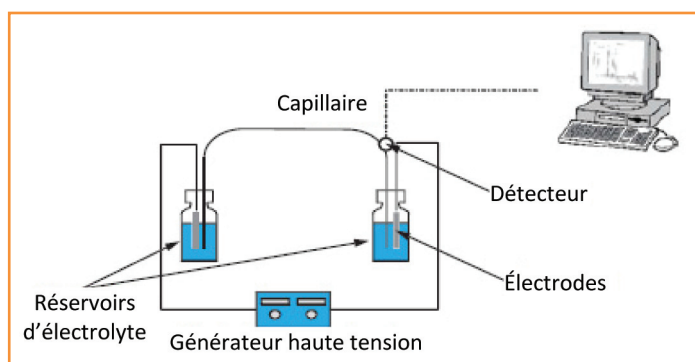 Capillaire
Détecteur
Électrodes
Réservoirs
d’électrolyte
Générateur haute tension